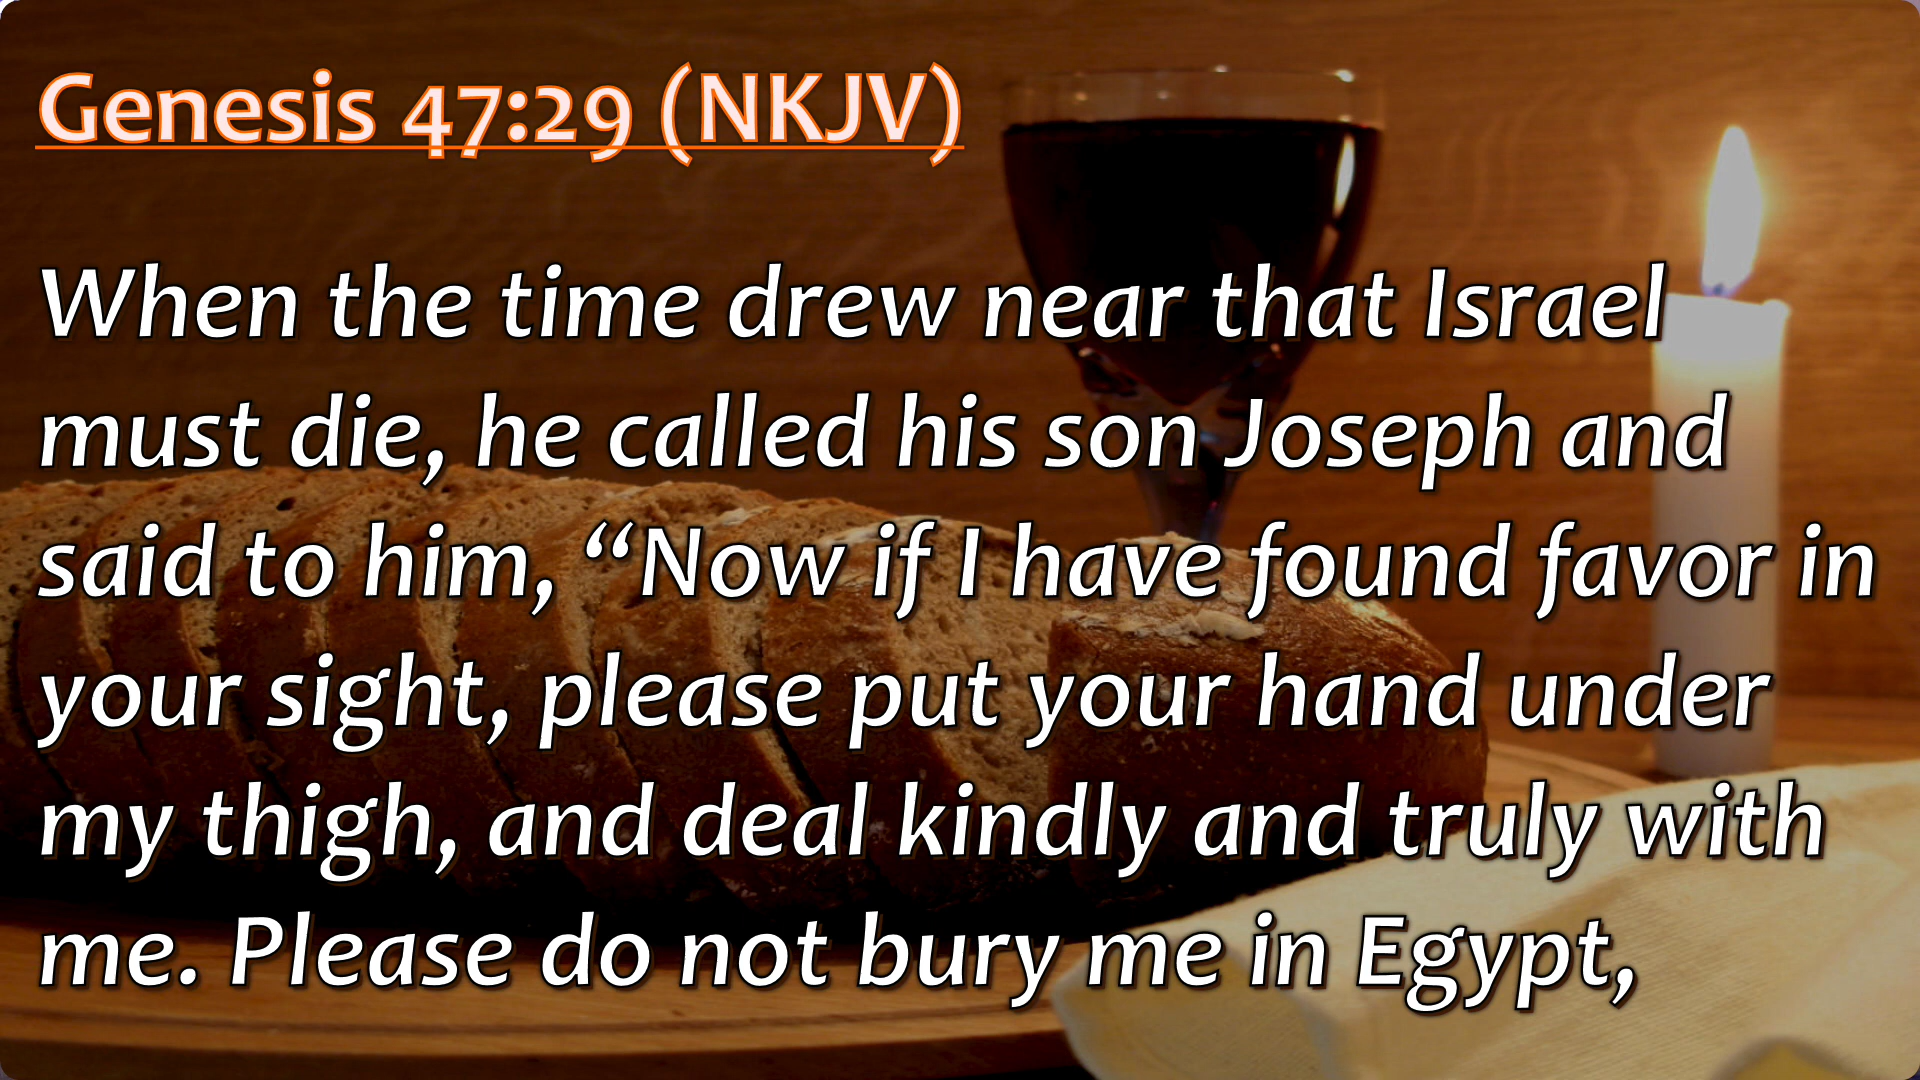 Genesis 47:29 (NKJV)
When the time drew near that Israel
must die, he called his son Joseph and
said to him, “Now if I have found favor in
your sight, please put your hand under
my thigh, and deal kindly and truly with
me. Please do not bury me in Egypt,